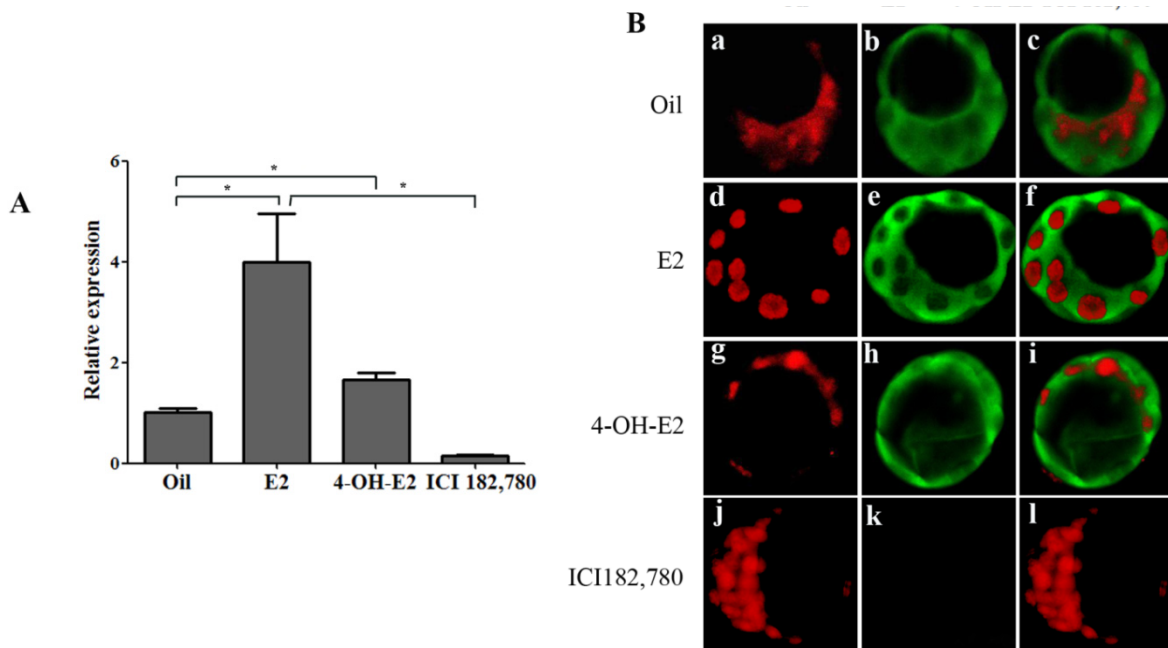 A
Relative expression
6
4
2
0
*
*
*
Oil E2 4-OH-E2 ICI 182,780
B
a b c
Oil
d e f
E2
g h i
4-OH-E2
j k l
ICI182,780